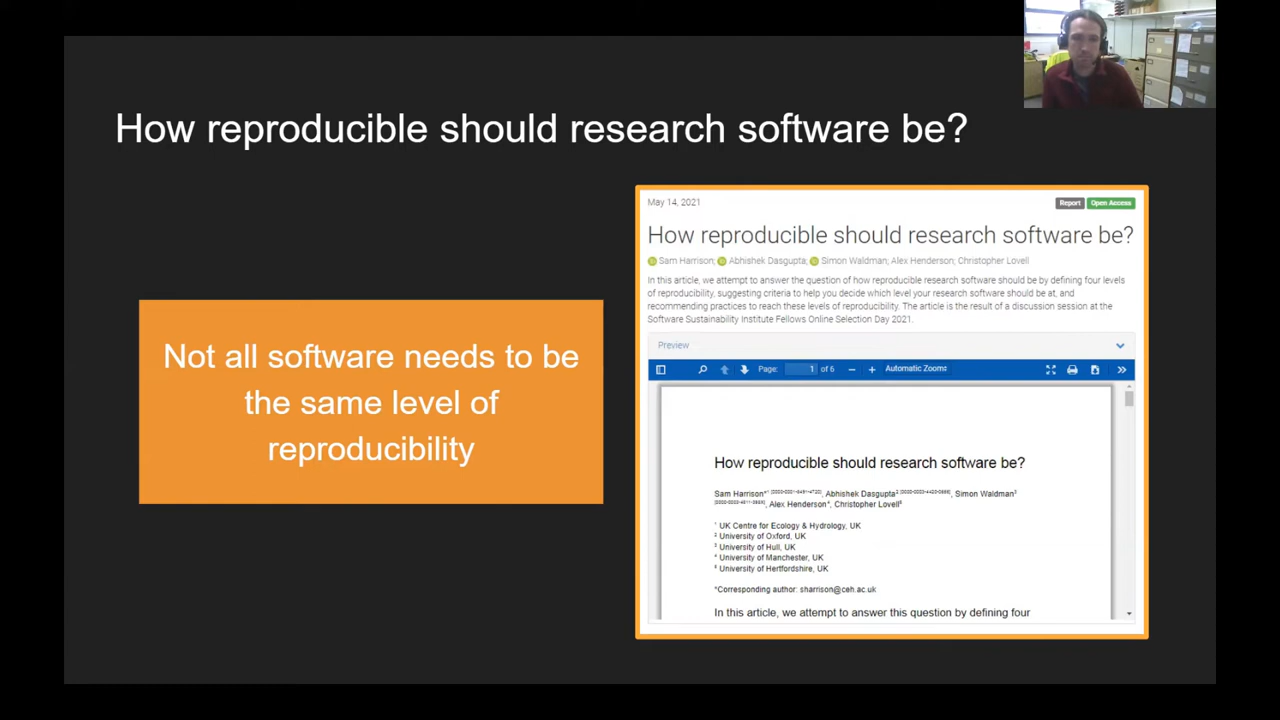 How reproducible should research software be?
Not all software needs to be
the same level of
reproducibility
May 14, 2021
Report
Open Access
How reproducible should research software be?
Sam Harrison; Abhishek Dasgupta; Simon Waldman; Alex Henderson; Christopher Lovell
In this article, we attempt to answer the question of how reproducible research software should be by defining four levels
of reproducibility, suggesting criteria to help you decide which level your research software should be at, and
recommending practices to reach these levels of reproducibility. The article is the result of a discussion session at the
Software Sustainability Institute Fellows Online Selection Day 2021.
Preview
Page: 1 of 6
Automatic Zoom
How reproducible should research software be?
Sam Harrison*1, Abhishek Dasgupta2, Simon Waldman3
, Alex Henderson4, Christopher Lovell5
1 UK Centre for Ecology & Hydrology, UK
2 University of Oxford, UK
3 University of Hull, UK
4 University of Manchester, UK
5 University of Hertfordshire, UK
*Corresponding author: sharrison@ceh.ac.uk
In this article, we attempt to answer this question by defining four